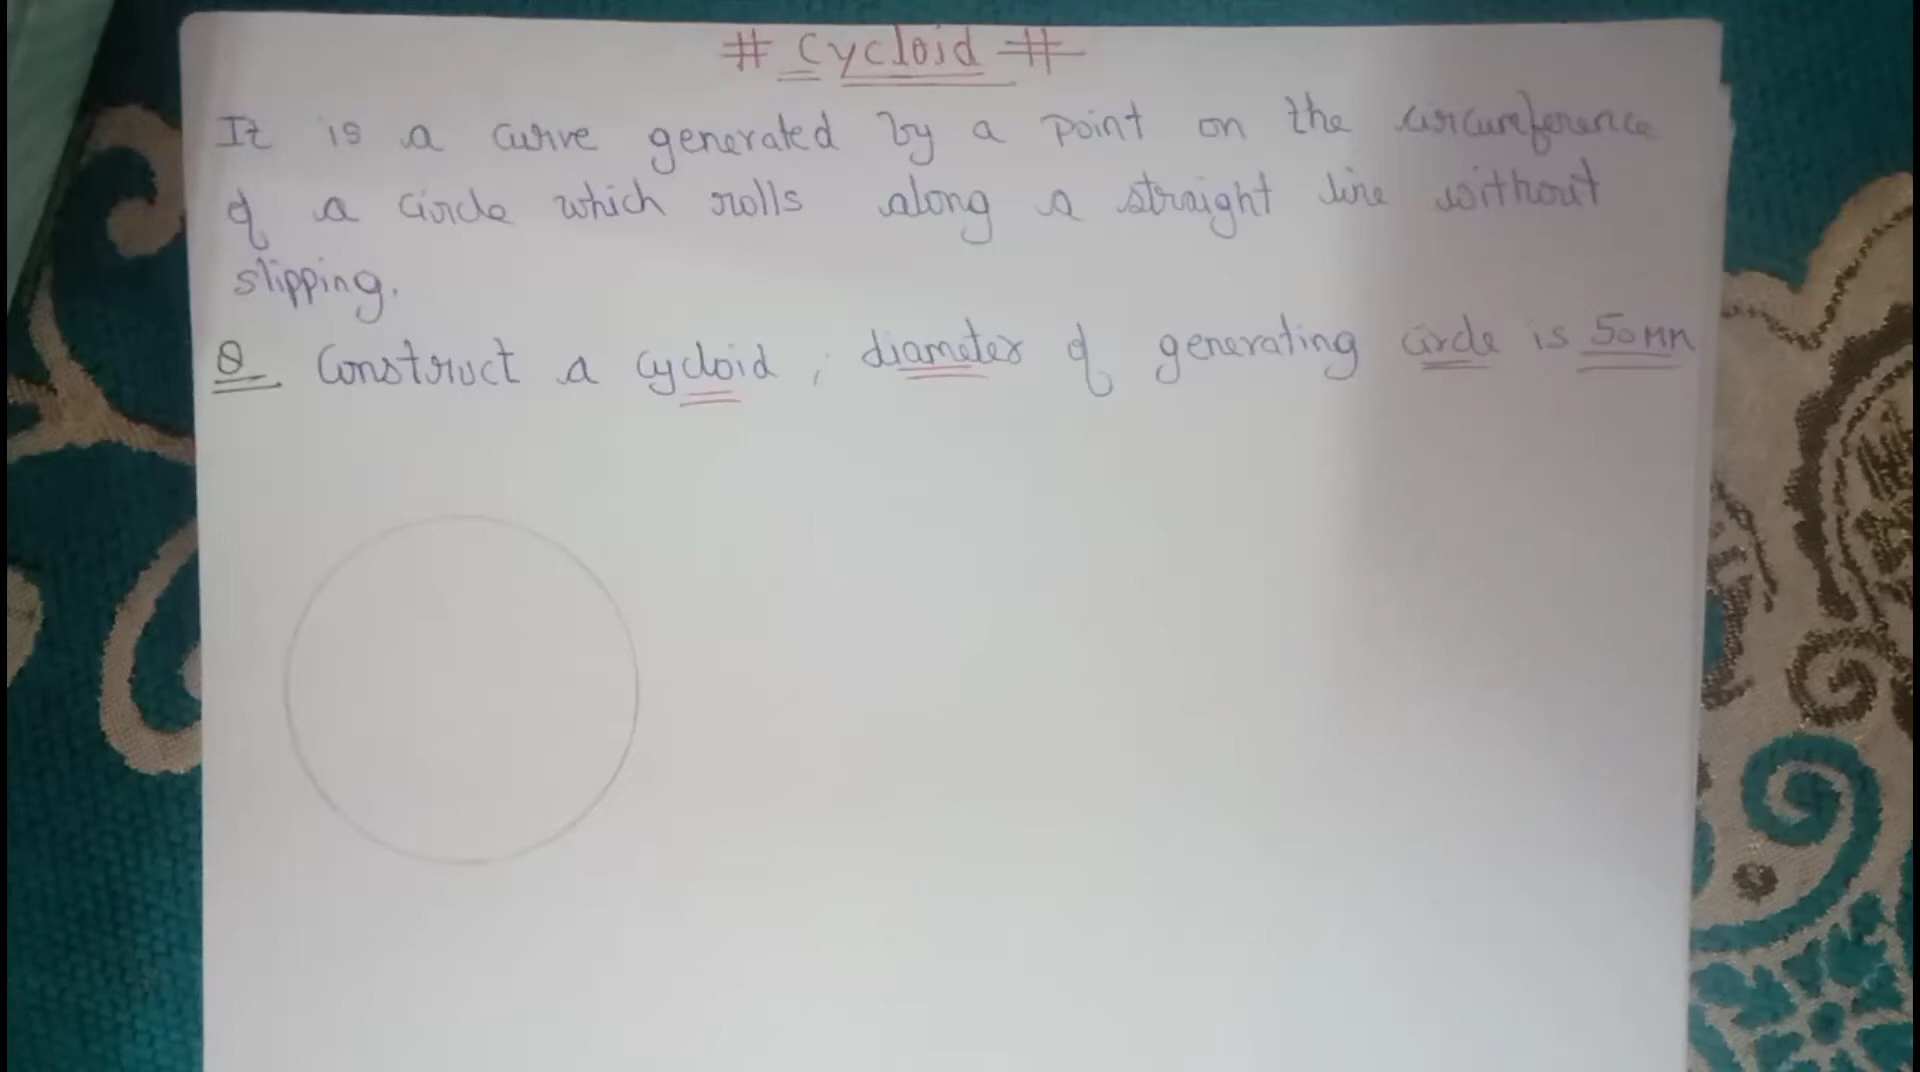 # Cycloid #
It is a curve generated by a point on the circumference
of a circle which rolls along a straight line without
slipping.
Q Construct a cycloid, diameter of generating circle is 50mm